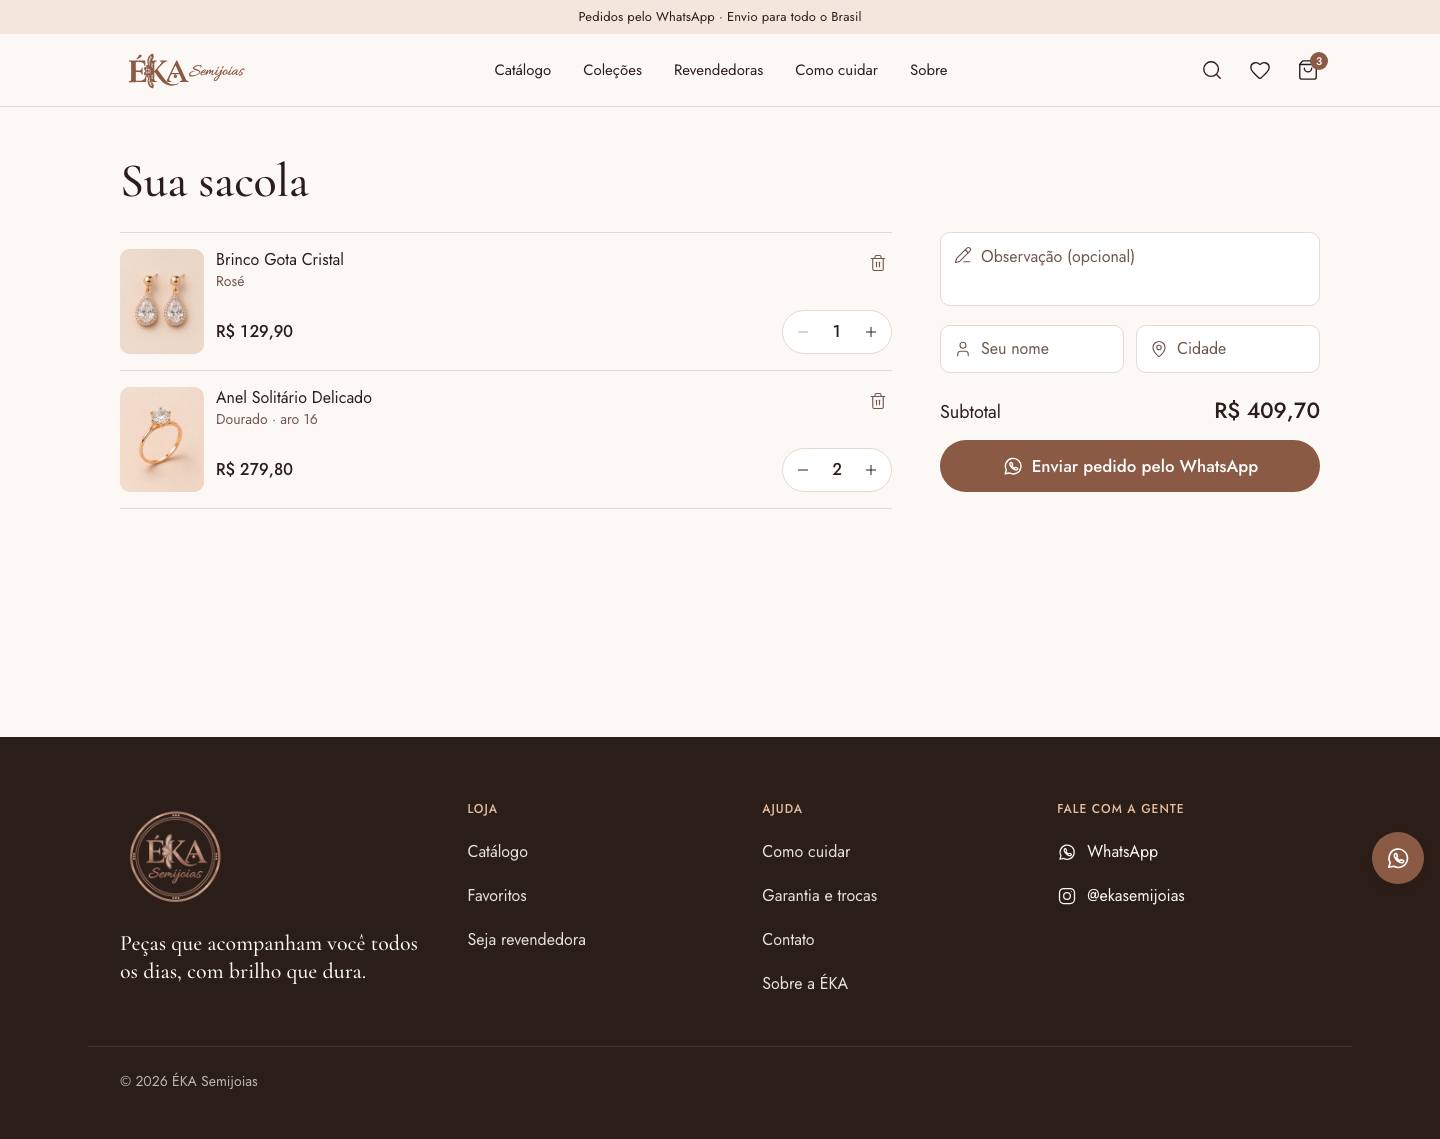 Pedidos pelo WhatsApp · Envio para todo o Brasil
ÉKA Semijoias
Catálogo
Coleções
Revendedoras
Como cuidar
Sobre
3
Sua sacola
Brinco Gota Cristal
Rosé
R$ 129,90
1
Anel Solitário Delicado
Dourado · aro 16
R$ 279,80
2
Observação (opcional)
Seu nome
Cidade
Subtotal
R$ 409,70
Enviar pedido pelo WhatsApp
ÉKA
Semijoias
Peças que acompanham você todos
os dias, com brilho que dura.
LOJA
Catálogo
Favoritos
Seja revendedora
AJUDA
Como cuidar
Garantia e trocas
Contato
Sobre a ÉKA
FALE COM A GENTE
WhatsApp
@ekasemijoias
© 2026 ÉKA Semijoias